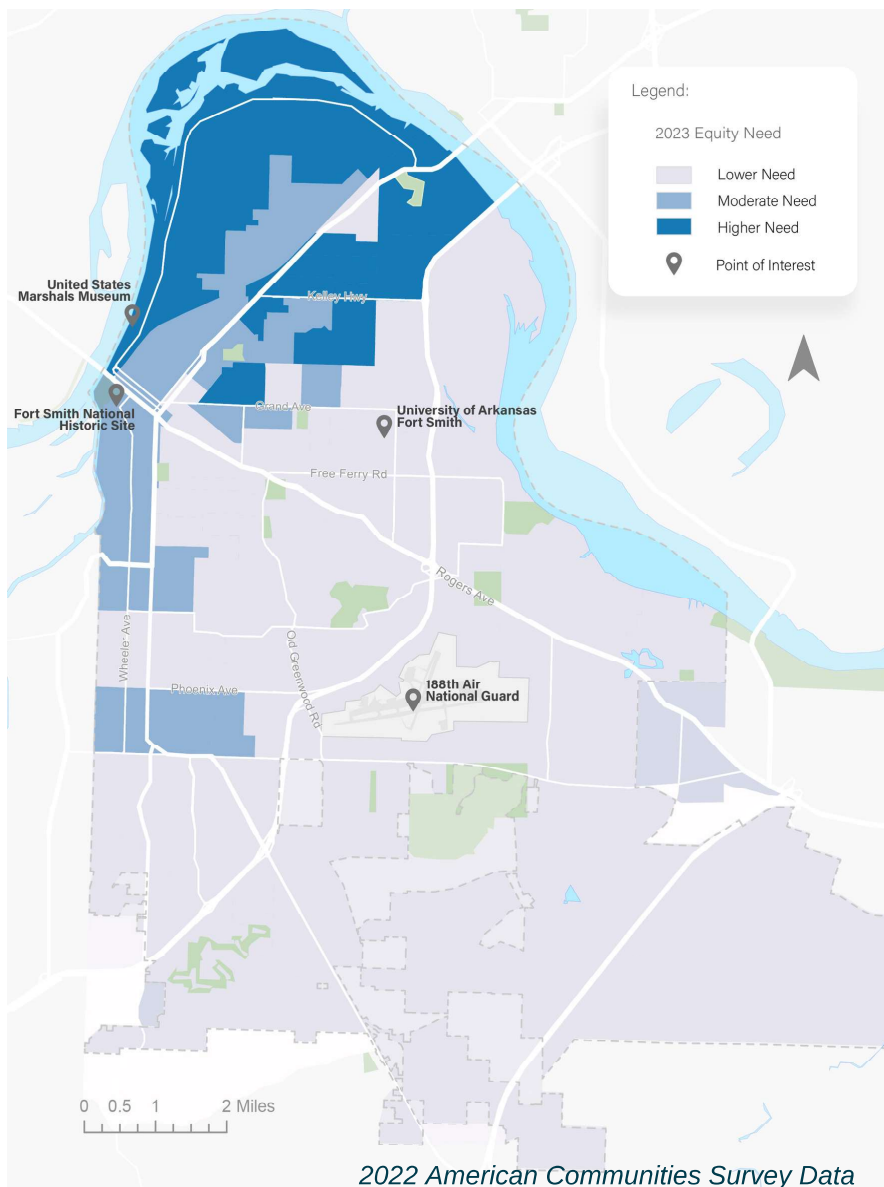 Legend:
2023 Equity Need
Lower Need
Moderate Need
Higher Need
Point of Interest
United States
Marshals Museum
Kelley Hwy
Fort Smith National
Historic Site
Grand Ave
University of Arkansas
Fort Smith
Free Ferry Rd
Rogers Ave
Wheeler Ave
Old Greenwood Rd
Phoenix Ave
188th Air
National Guard
0 0.5 1 2 Miles
2022 American Communities Survey Data